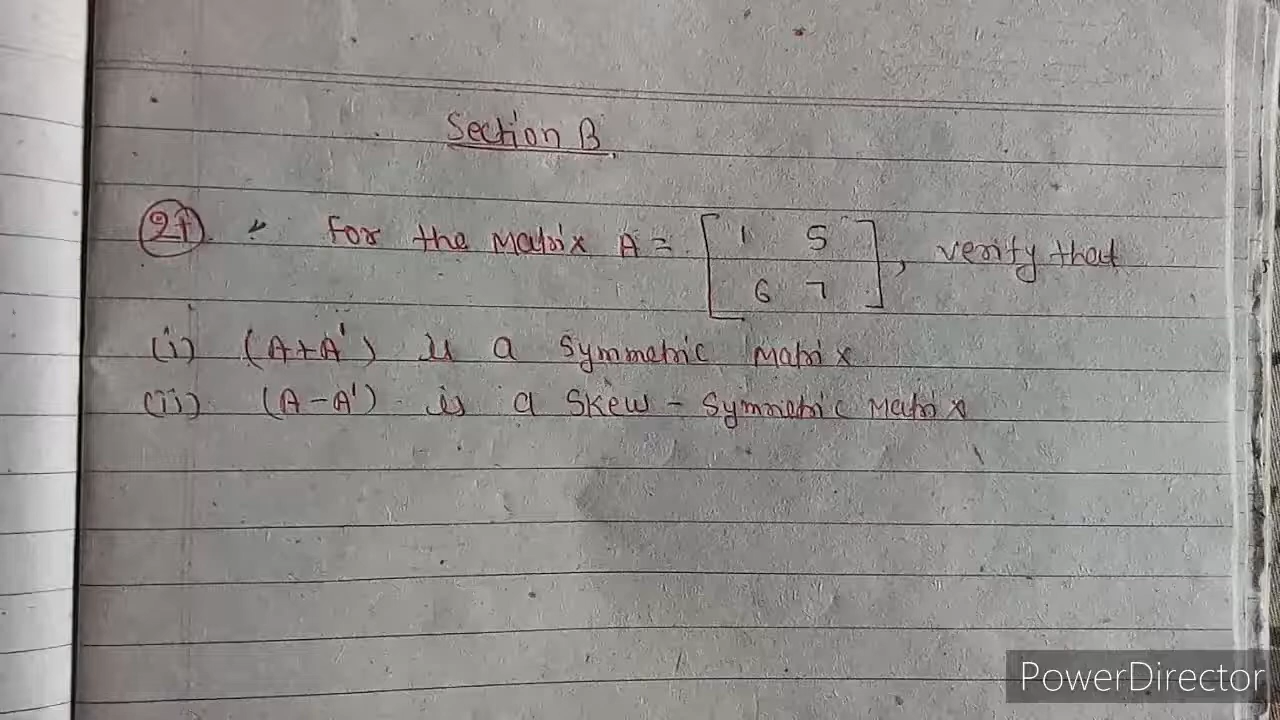 Section B.
21. For the Matrix A = [ 1 5
6 7 ], verify that
(i) (A+A') is a symmetric Matrix
(ii) (A-A') is a Skew-Symmetric Matrix
PowerDirector